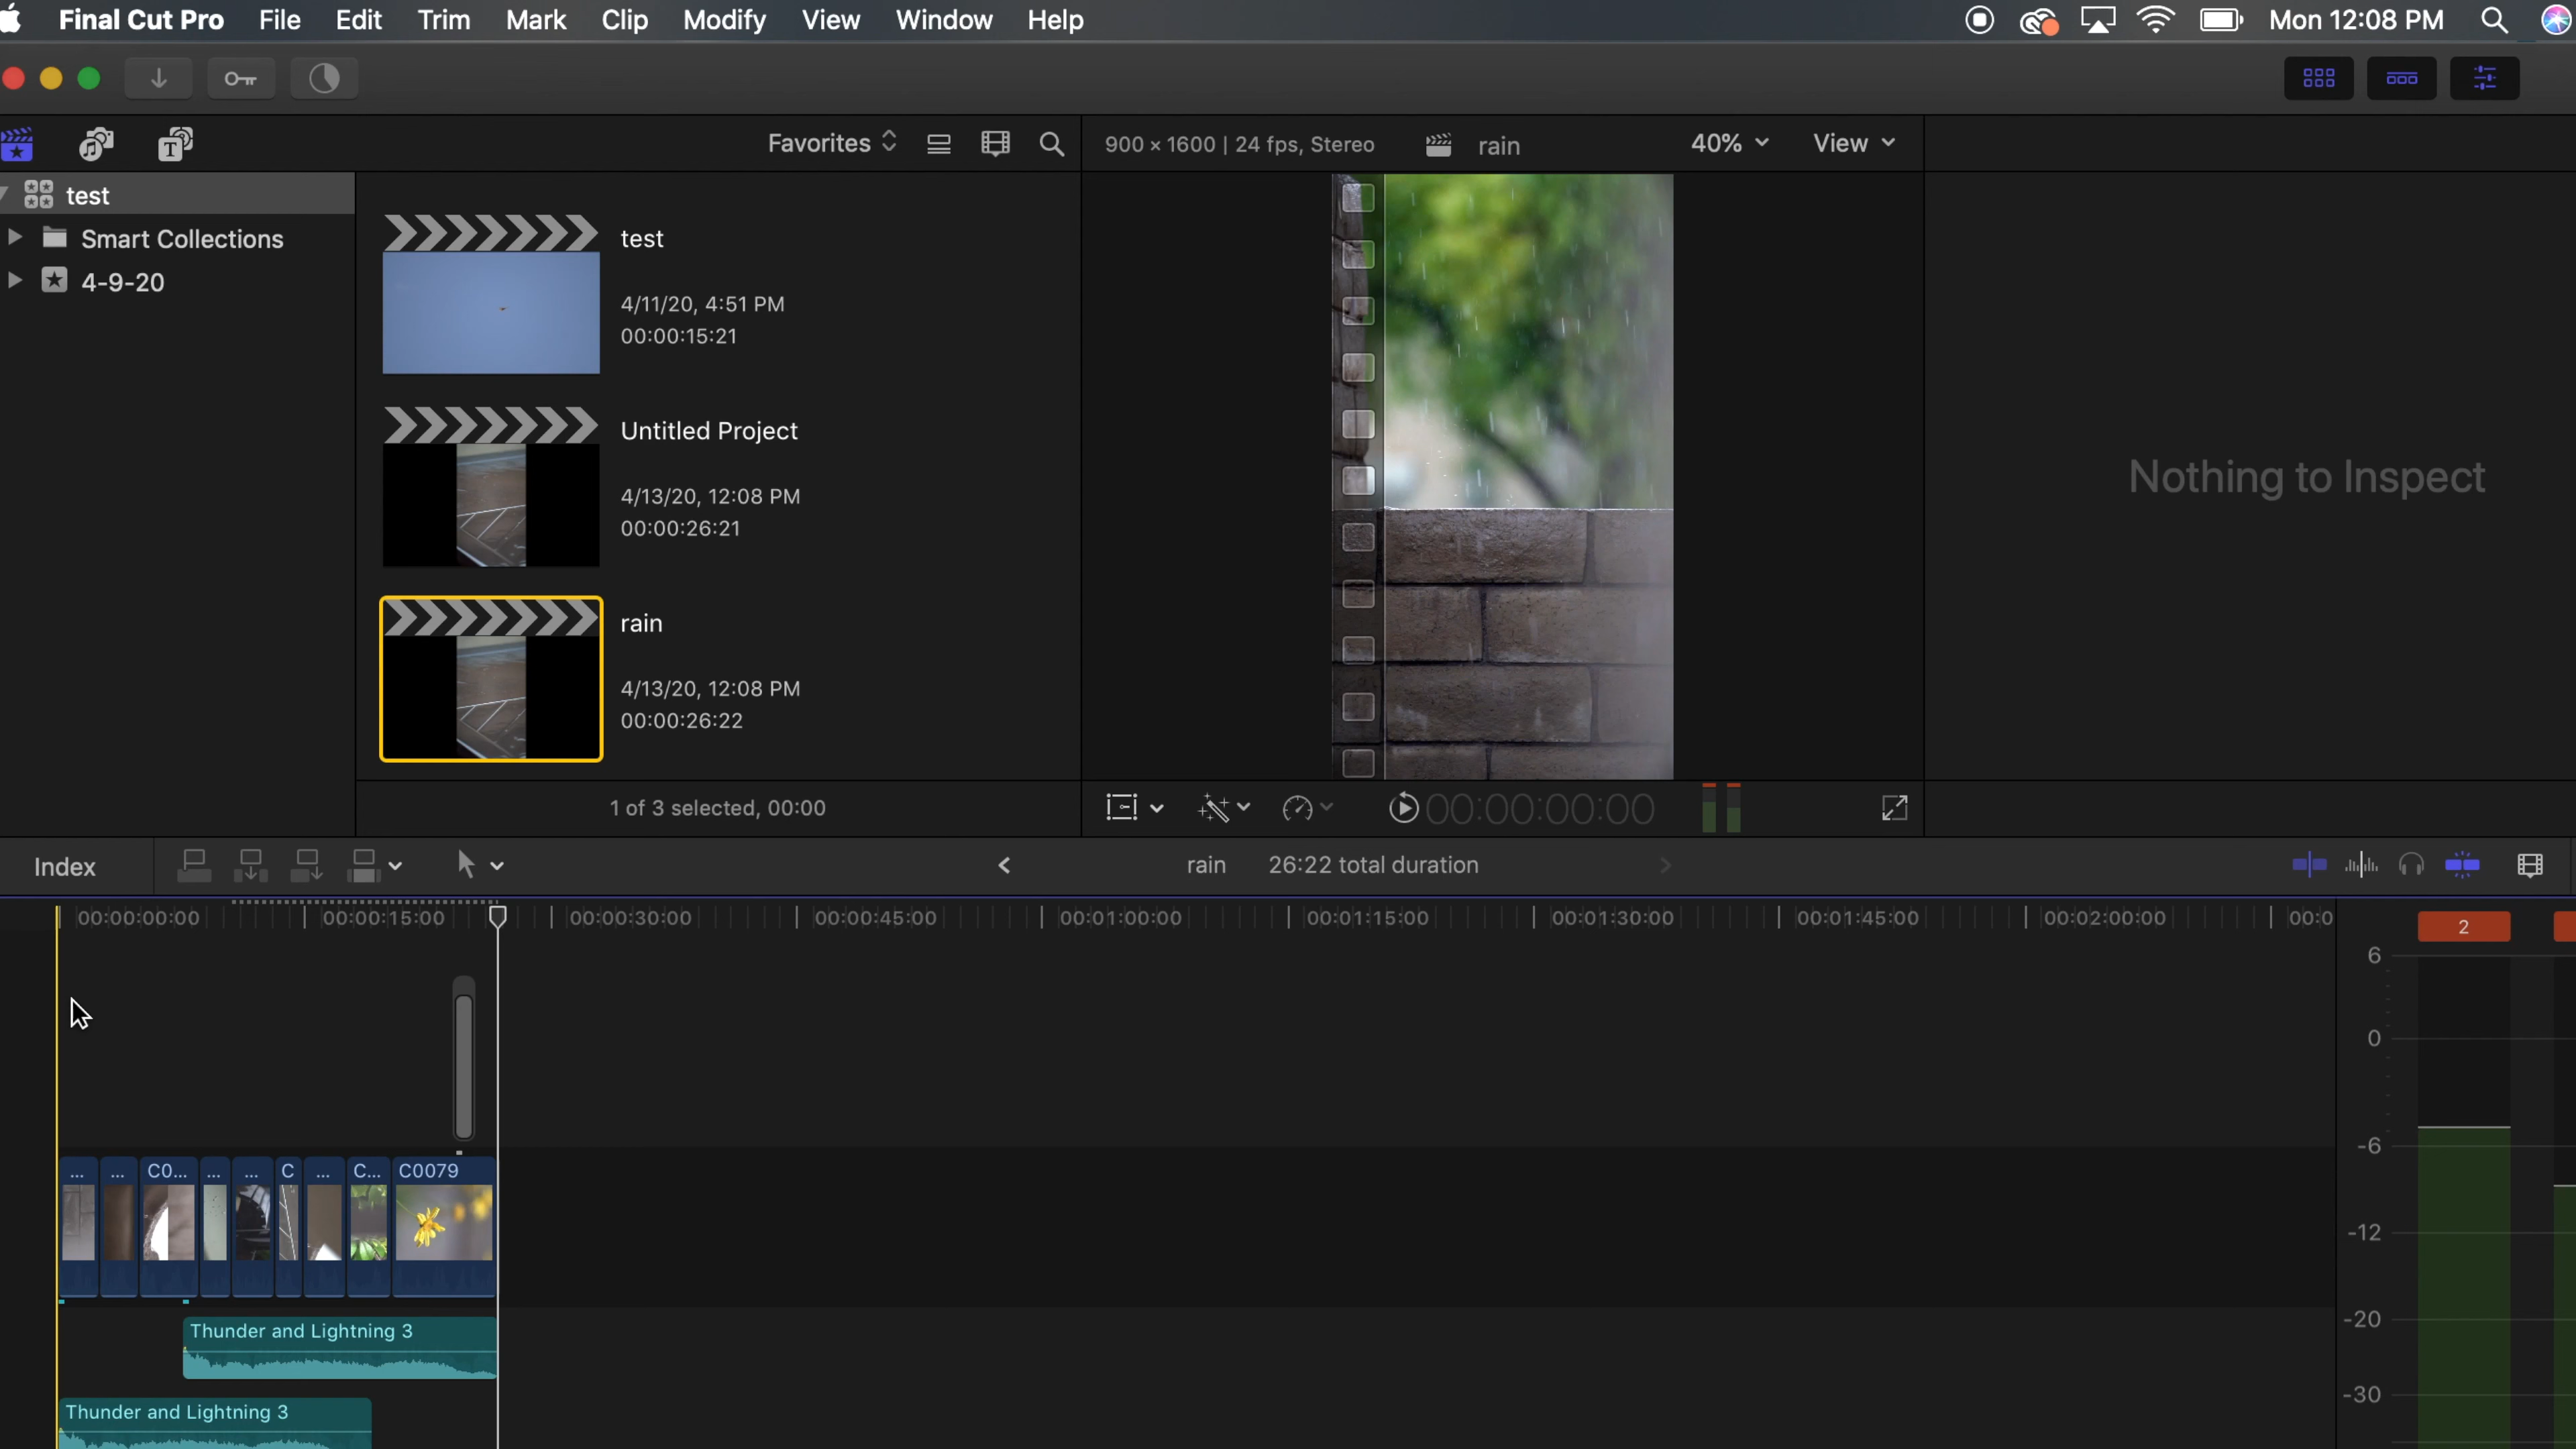 Final Cut Pro File Edit Trim Mark Clip Modify View Window Help Mon 12:08 PM
Favorites 900 × 1600 | 24 fps, Stereo rain 40% View
test
Smart Collections
4-9-20
test
4/11/20, 4:51 PM
00:00:15:21
Untitled Project
4/13/20, 12:08 PM
00:00:26:21
rain
4/13/20, 12:08 PM
00:00:26:22
1 of 3 selected, 00:00
Nothing to Inspect
00:00:00:00
Index rain 26:22 total duration
00:00:00:00 00:00:15:00 00:00:30:00 00:00:45:00 00:01:00:00 00:01:15:00 00:01:30:00 00:01:45:00 00:02:00:00 00:0
2
6
0
-6
-12
-20
-30
... ... C0... ... ... C ... C... C0079
Thunder and Lightning 3
Thunder and Lightning 3